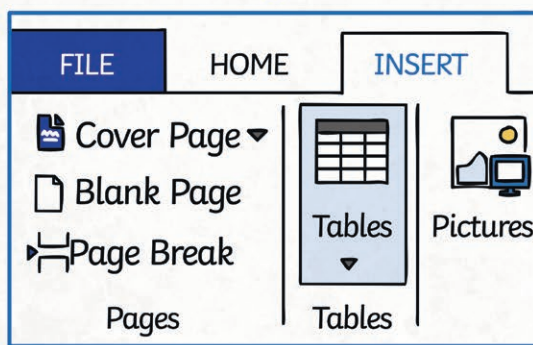 FILE HOME INSERT
Cover Page
Blank Page
Page Break
Tables
Pictures
Pages
Tables